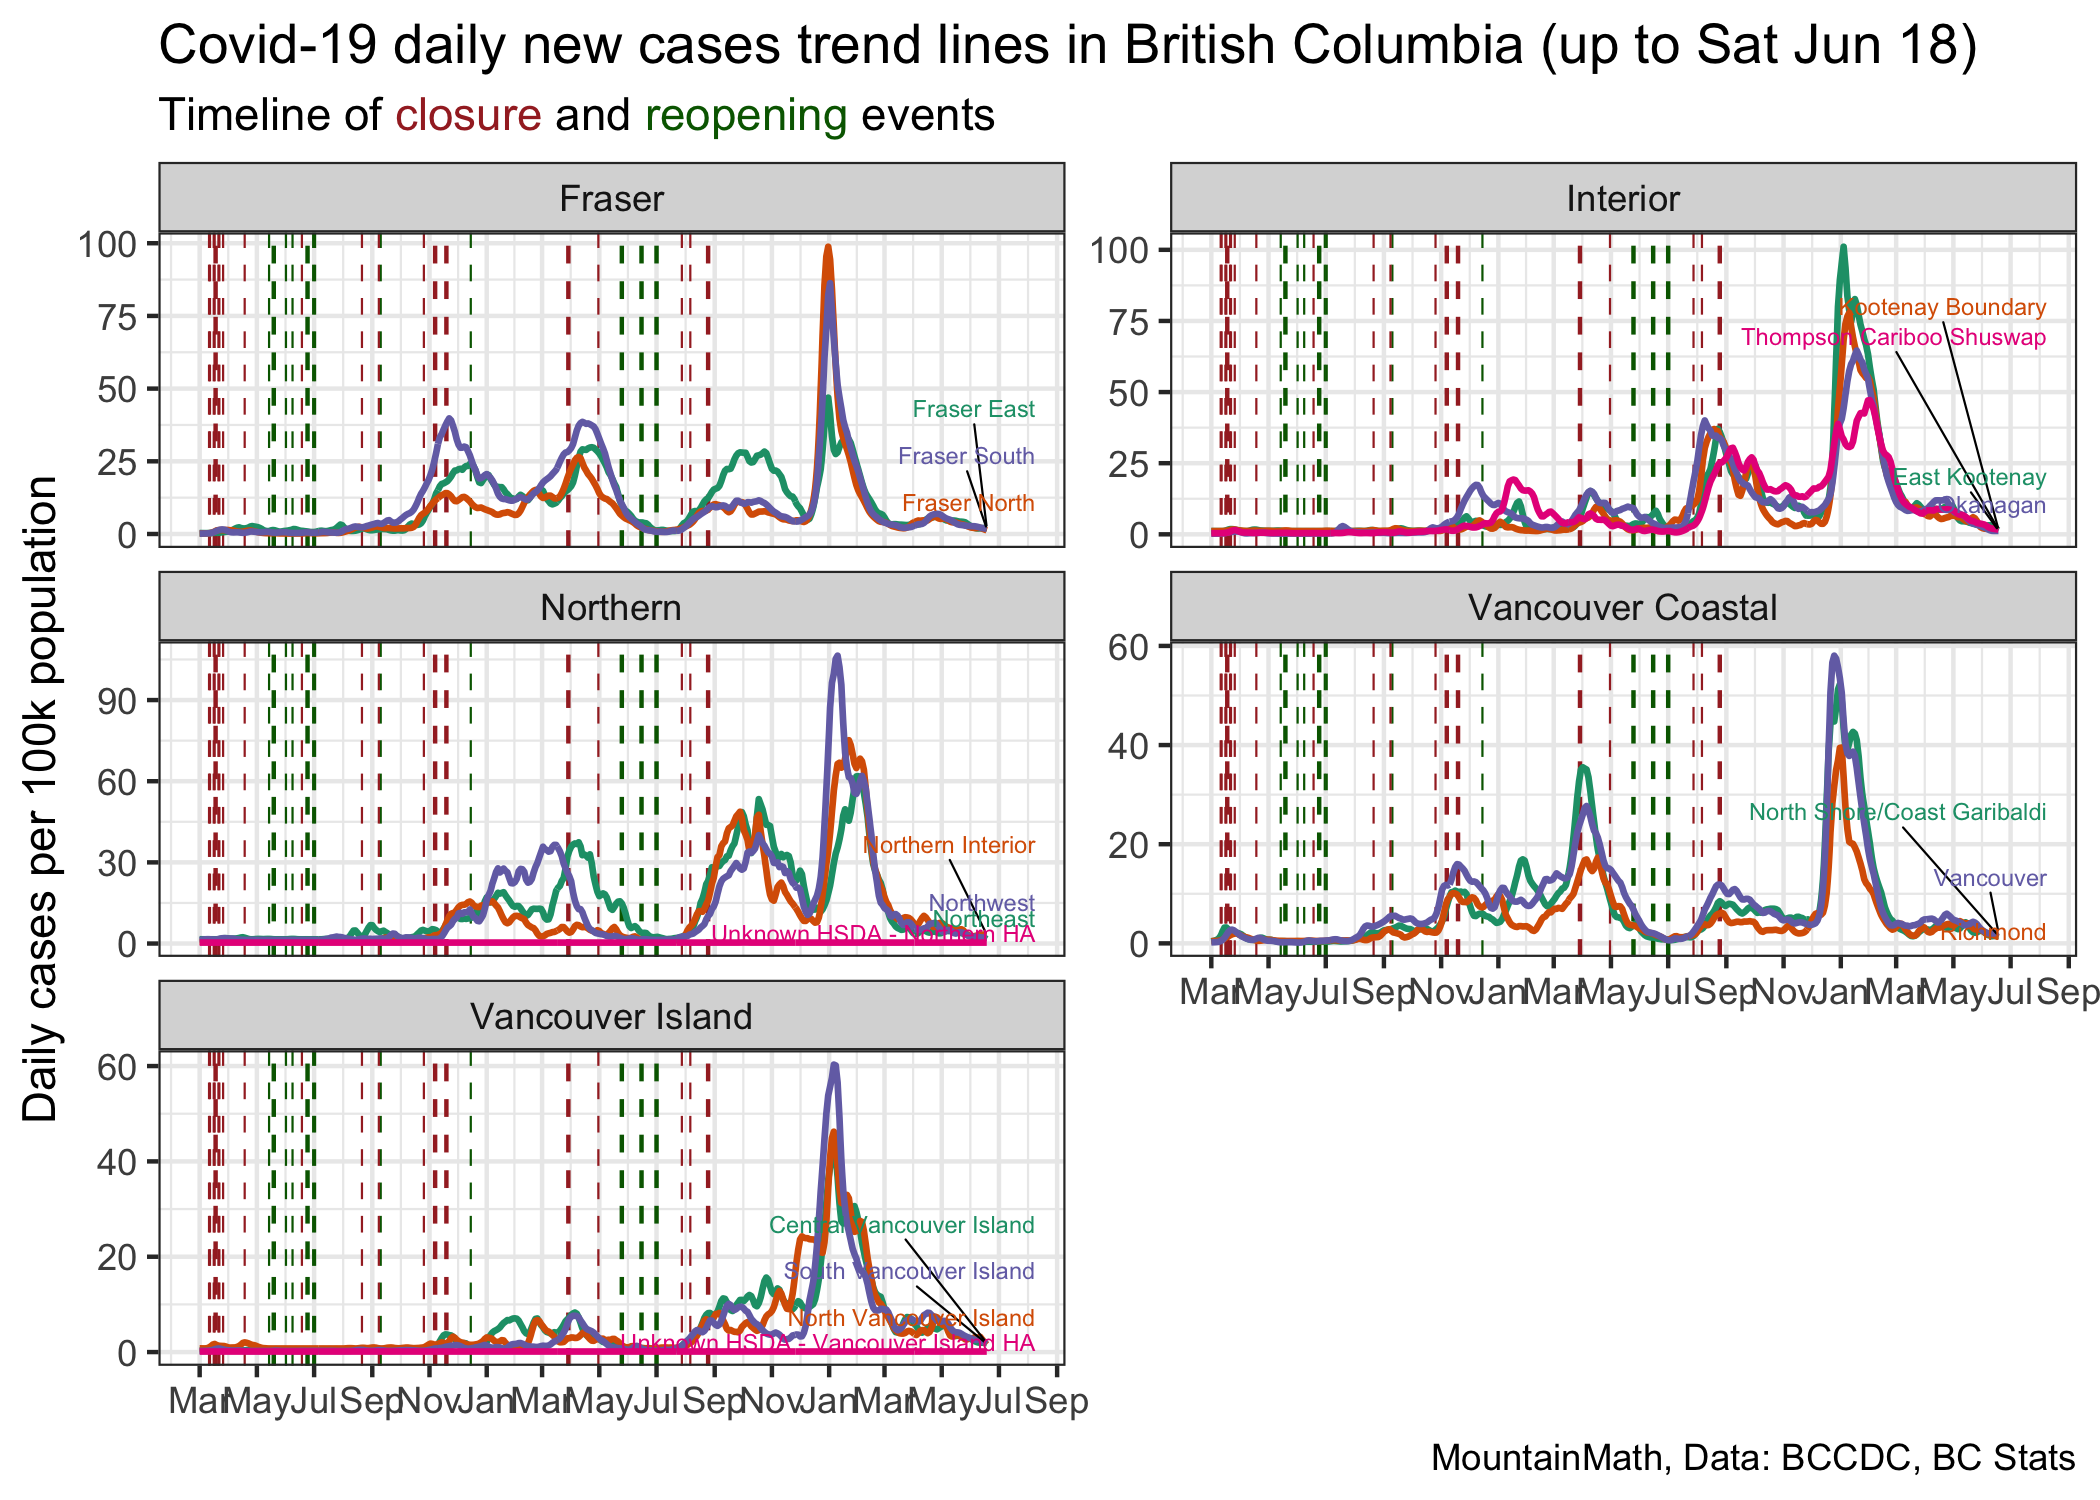 Covid-19 daily new cases trend lines in British Columbia (up to Sat Jun 18)
Timeline of closure and reopening events
Daily cases per 100k population
Fraser
100
75
50
25
0
Fraser East
Fraser South
Fraser North
Interior
100
75
50
25
0
Kootenay Boundary
Thompson Cariboo Shuswap
East Kootenay
Okanagan
Northern
90
60
30
0
Northern Interior
Northwest
Northeast
Unknown HSDA - Northern HA
Vancouver Coastal
60
40
20
0
North Shore/Coast Garibaldi
Vancouver
Richmond
Mar May Jul Sep Nov Jan Mar May Jul Sep Nov Jan Mar May Jul Sep
Vancouver Island
60
40
20
0
Central Vancouver Island
South Vancouver Island
North Vancouver Island
Unknown HSDA - Vancouver Island HA
Mar May Jul Sep Nov Jan Mar May Jul Sep Nov Jan Mar May Jul Sep
MountainMath, Data: BCCDC, BC Stats